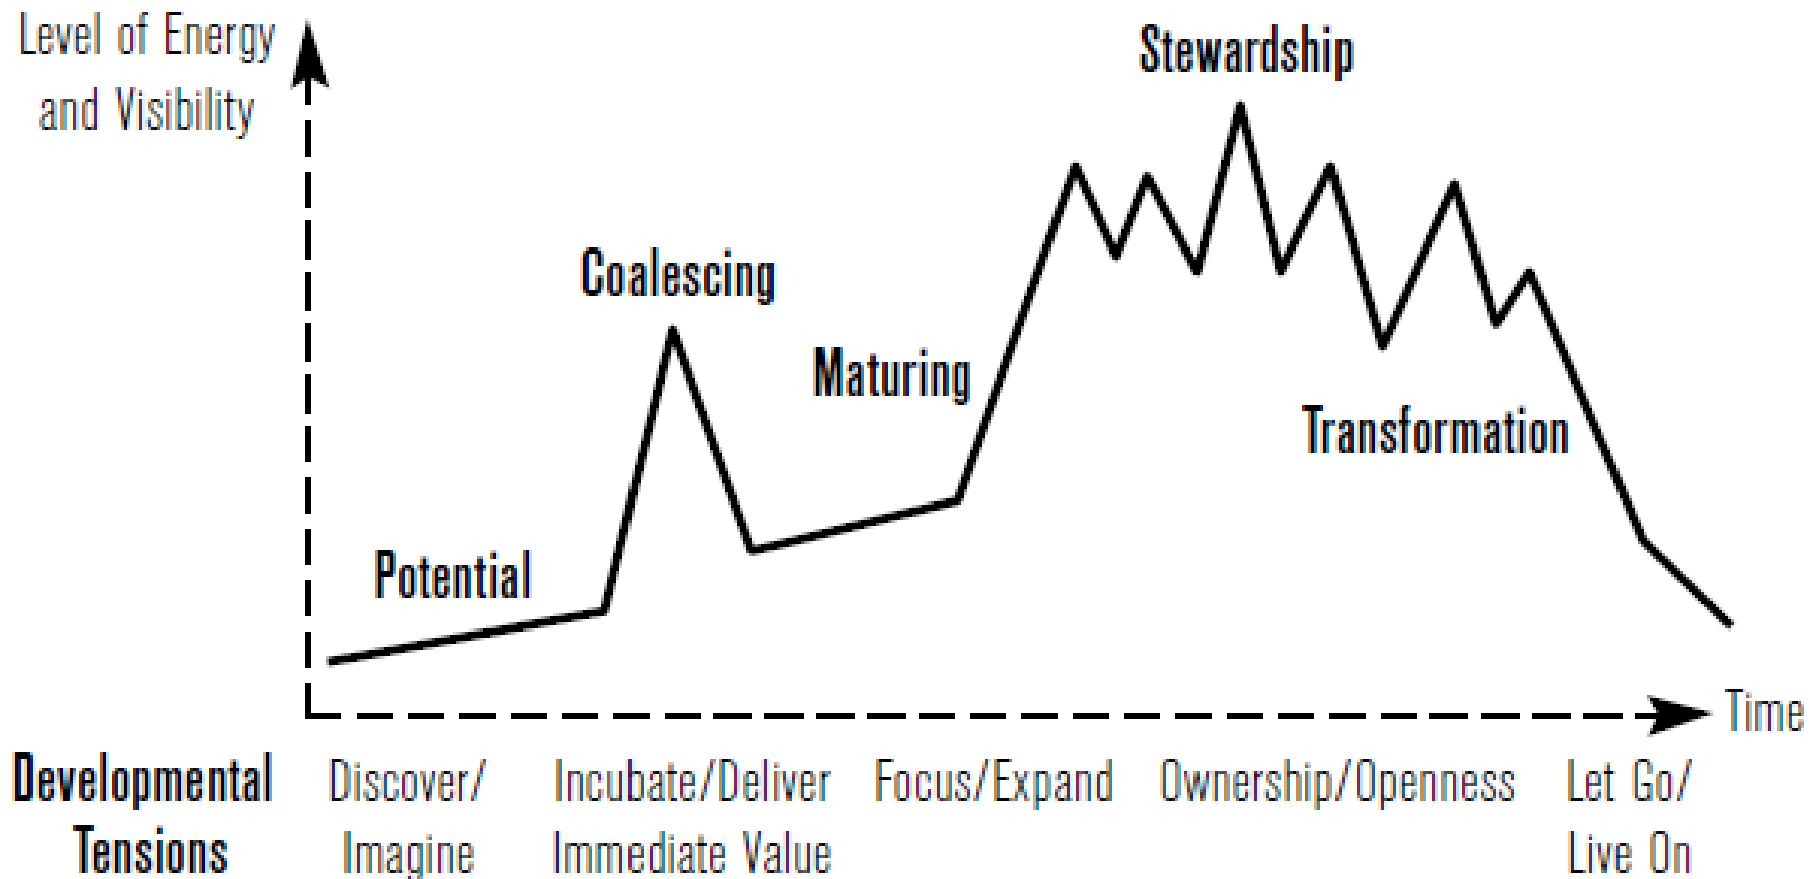 Level of Energy
and Visibility
Stewardship
Coalescing
Maturing
Transformation
Potential
Time
Developmental
Tensions
Discover/
Imagine
Incubate/Deliver
Immediate Value
Focus/Expand
Ownership/Openness
Let Go/
Live On